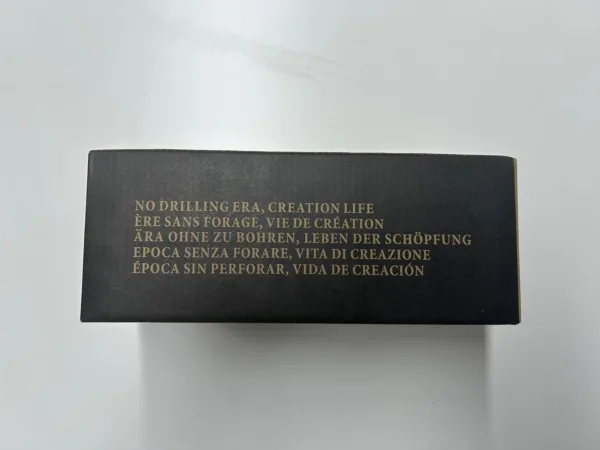 NO DRILLING ERA, CREATION LIFE
ÈRE SANS FORAGE, VIE DE CRÉATION
ÄRA OHNE ZU BOHREN, LEBEN DER SCHÖPFUNG
EPOCA SENZA FORARE, VITA DI CREAZIONE
ÉPOCA SIN PERFORAR, VIDA DE CREACIÓN